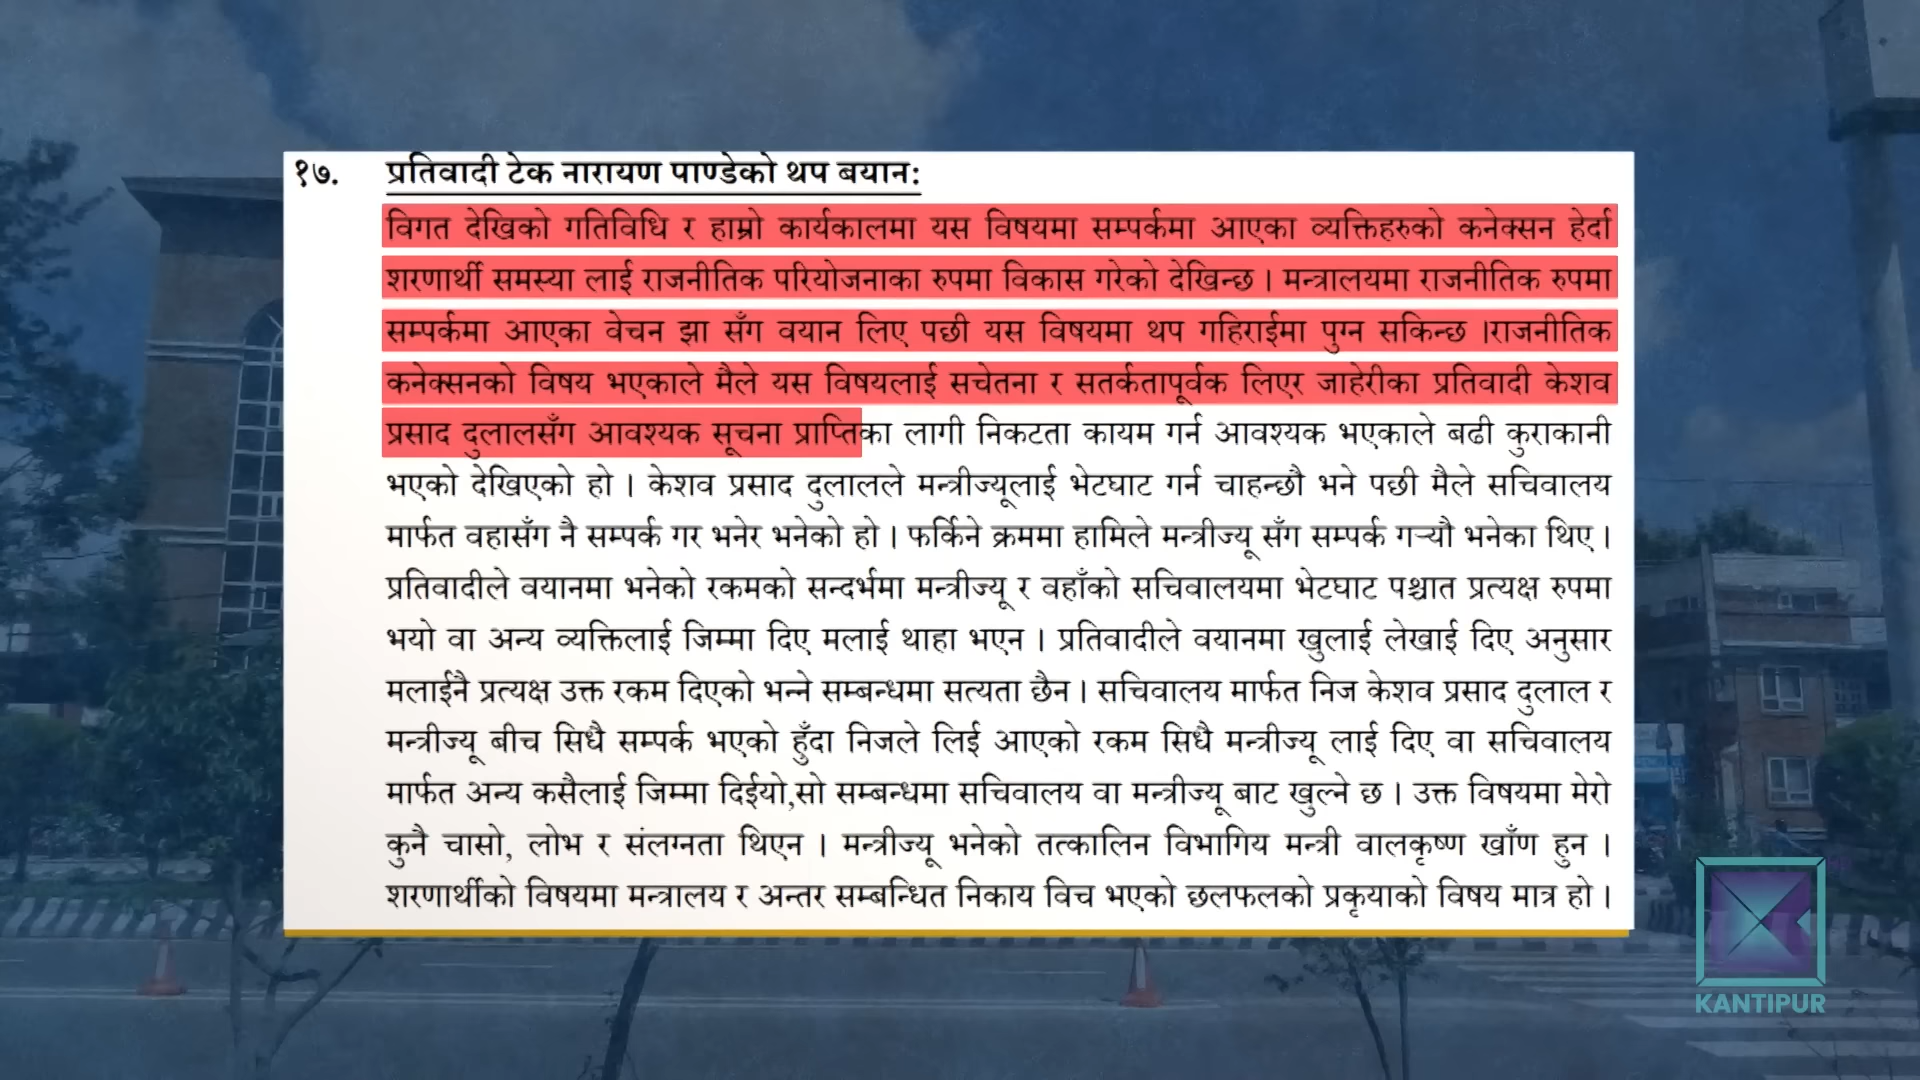 १७. प्रतिवादी टेक नारायण पाण्डेको थप बयान:
विगत देखिको गतिविधि र हाम्रो कार्यकालमा यस विषयमा सम्पर्कमा आएका व्यक्तिहरुको कनेक्सन हेर्दा
शरणार्थी समस्या लाई राजनीतिक परियोजनाका रुपमा विकास गरेको देखिन्छ । मन्त्रालयमा राजनीतिक रुपमा
सम्पर्कमा आएका वेचन झा सँग वयान लिए पछी यस विषयमा थप गहिराईमा पुग्न सकिन्छ ।राजनीतिक
कनेक्सनको विषय भएकाले मैले यस विषयलाई सचेतना र सतर्कतापूर्वक लिएर जाहेरीका प्रतिवादी केशव
प्रसाद दुलालसँग आवश्यक सूचना प्राप्तिका लागी निकटता कायम गर्न आवश्यक भएकाले बढी कुराकानी
भएको देखिएको हो । केशव प्रसाद दुलालले मन्त्रीज्यूलाई भेटघाट गर्न चाहन्छौ भने पछी मैले सचिवालय
मार्फत वहासँग नै सम्पर्क गर भनेर भनेको हो । फर्किने क्रममा हामिले मन्त्रीज्यू सँग सम्पर्क गऱ्यौ भनेका थिए ।
प्रतिवादीले वयानमा भनेको रकमको सन्दर्भमा मन्त्रीज्यू र वहाँको सचिवालयमा भेटघाट पश्चात प्रत्यक्ष रुपमा
भयो वा अन्य व्यक्तिलाई जिम्मा दिए मलाई थाहा भएन । प्रतिवादीले वयानमा खुलाई लेखाई दिए अनुसार
मलाईनै प्रत्यक्ष उक्त रकम दिएको भन्ने सम्बन्धमा सत्यता छैन । सचिवालय मार्फत निज केशव प्रसाद दुलाल र
मन्त्रीज्यू बीच सिधै सम्पर्क भएको हुँदा निजले लिई आएको रकम सिधै मन्त्रीज्यू लाई दिए वा सचिवालय
मार्फत अन्य कसैलाई जिम्मा दिईयो,सो सम्बन्धमा सचिवालय वा मन्त्रीज्यू बाट खुल्ने छ । उक्त विषयमा मेरो
कुनै चासो, लोभ र संलग्नता थिएन । मन्त्रीज्यू भनेको तत्कालिन विभागिय मन्त्री वालकृष्ण खाँण हुन ।
शरणार्थीको विषयमा मन्त्रालय र अन्तर सम्बन्धित निकाय विच भएको छलफलको प्रकृयाको विषय मात्र हो ।
KANTIPUR